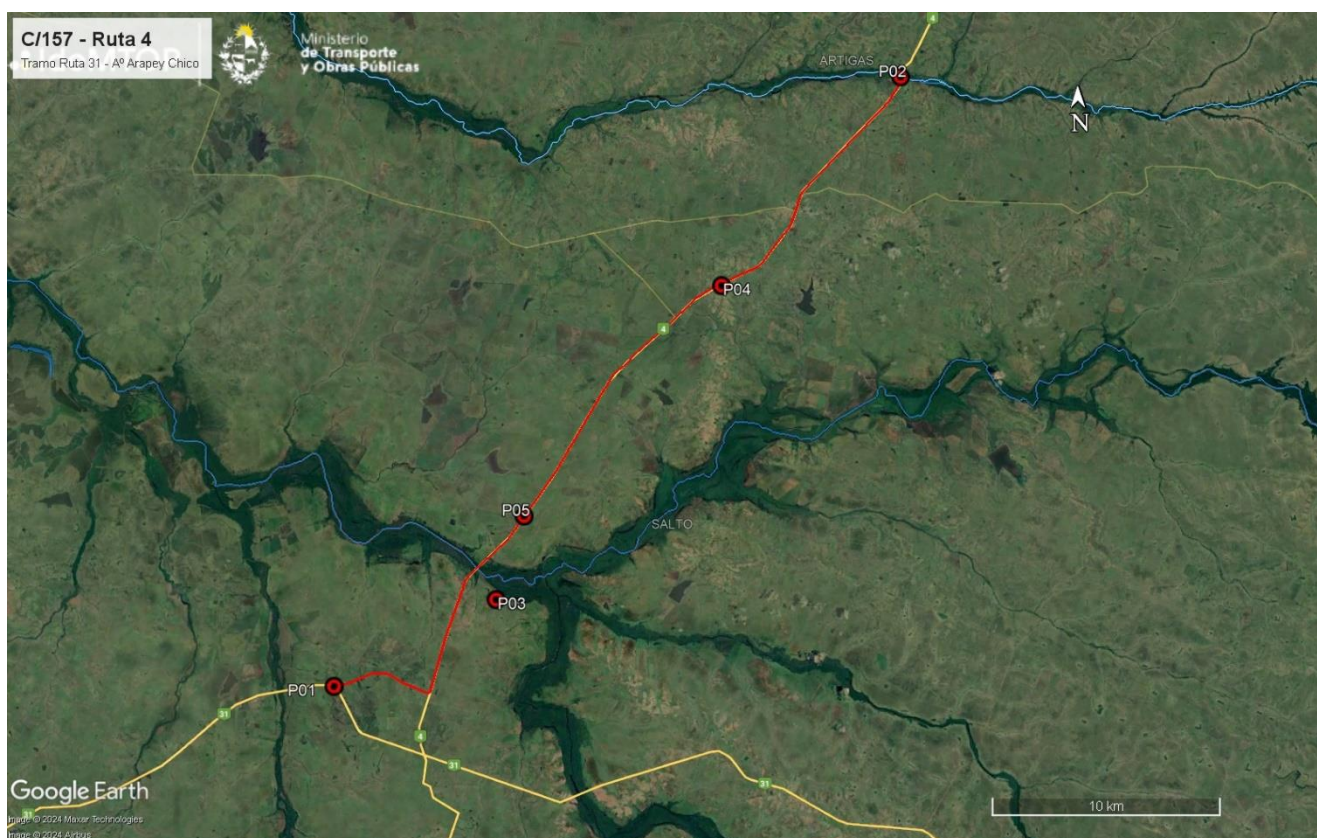 C/157 - Ruta 4
Tramo Ruta 31 - Aº Arapey Chico
Ministerio
de Transporte
y Obras Públicas
4
ARTIGAS
P02
N
P04
4
P05
SALTO
P03
P01
31
4
31
31
31
Google Earth
10 km
Image © 2024 Maxar Technologies
Image © 2024 Airbus